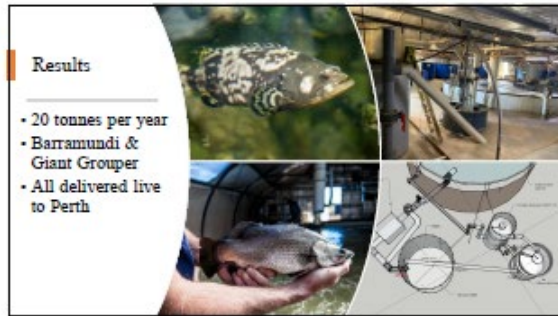 Results
• 20 tonnes per year
• Barramundi &
Giant Grouper
• All delivered live
to Perth